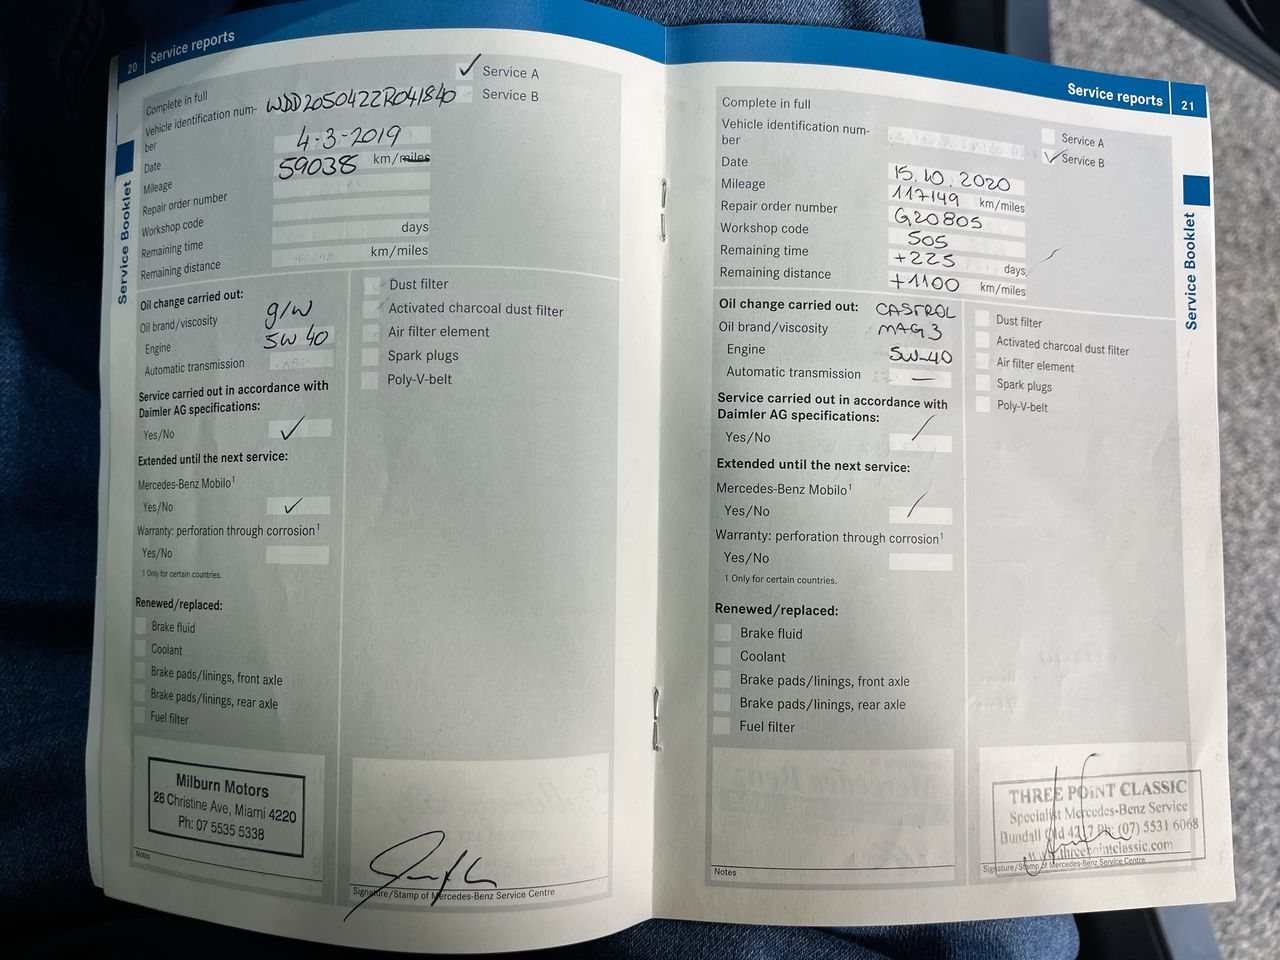 20 Service reports
Complete in full
Service A
Service B
Vehicle identification num-
ber
WDD2050422R041840
Date
4-3-2019
Mileage
59038 km/miles
Repair order number
Workshop code
Remaining time
days
Remaining distance
km/miles
Service Booklet
Oil change carried out:
Oil brand/viscosity
g/w
Engine
5W 40
Automatic transmission
Service carried out in accordance with
Daimler AG specifications:
Yes/No
Extended until the next service:
Mercedes-Benz Mobilo1
Yes/No
Warranty: perforation through corrosion1
Yes/No
1 Only for certain countries.
Dust filter
Activated charcoal dust filter
Air filter element
Spark plugs
Poly-V-belt
Renewed/replaced:
Brake fluid
Coolant
Brake pads/linings, front axle
Brake pads/linings, rear axle
Fuel filter
Milburn Motors
28 Christine Ave, Miami 4220
Ph: 07 5535 5338
Notes
Signature/Stamp of Mercedes-Benz Service Centre
Service reports 21
Complete in full
Service A
Service B
Vehicle identification num-
ber
Date
15.10.2020
Mileage
117149 km/miles
Repair order number
G20805
Workshop code
505
Remaining time
+225 days
Remaining distance
+1100 km/miles
Service Booklet
Oil change carried out:
CASTROL
Oil brand/viscosity
MAG 3
Engine
5W-40
Automatic transmission
—
Service carried out in accordance with
Daimler AG specifications:
Yes/No
Extended until the next service:
Mercedes-Benz Mobilo1
Yes/No
Warranty: perforation through corrosion1
Yes/No
1 Only for certain countries.
Dust filter
Activated charcoal dust filter
Air filter element
Spark plugs
Poly-V-belt
Renewed/replaced:
Brake fluid
Coolant
Brake pads/linings, front axle
Brake pads/linings, rear axle
Fuel filter
Notes
THREE POINT CLASSIC
Specialist Mercedes-Benz Service
Bundall Qld 4217 Ph: (07) 5531 6068
Signature/Stamp of Mercedes-Benz Service Centre